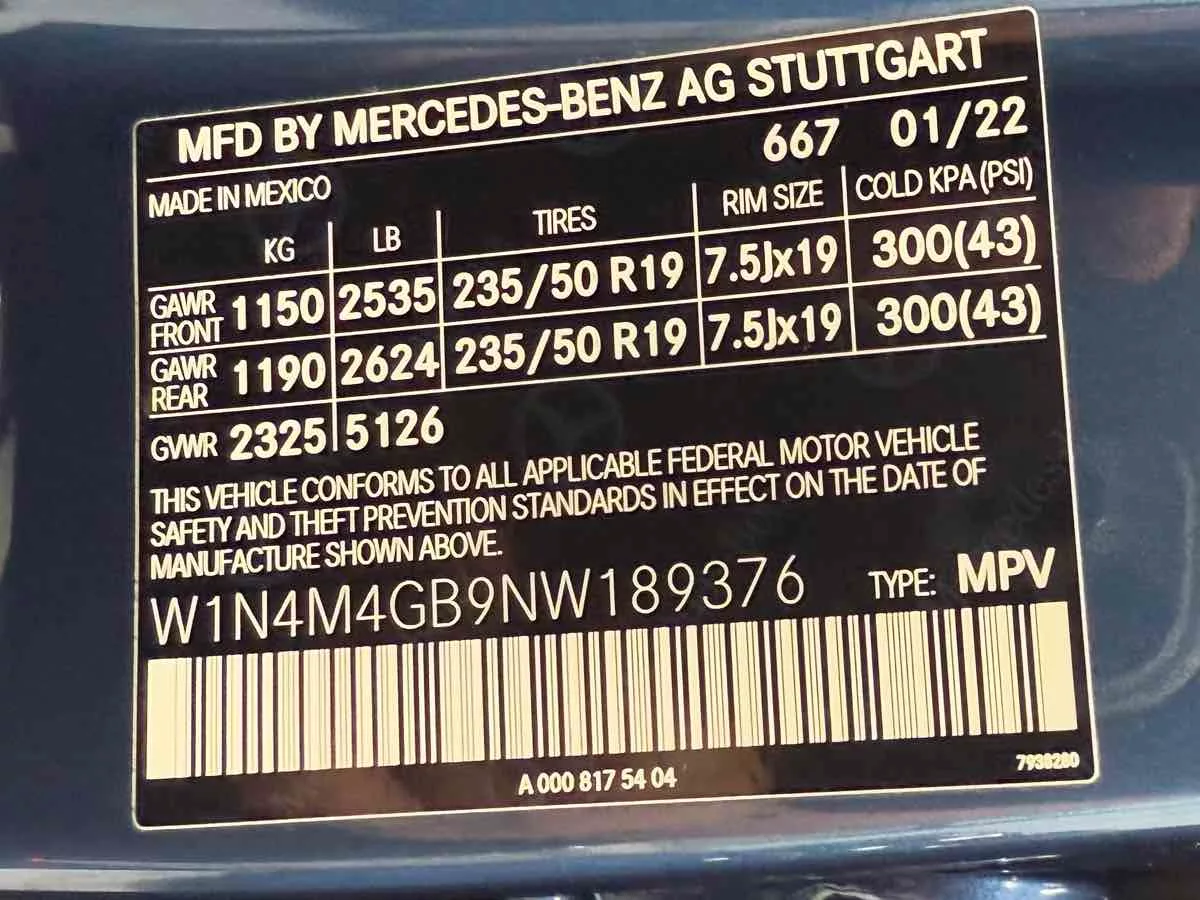 MFD BY MERCEDES-BENZ AG STUTTGART
667 01/22
MADE IN MEXICO
KG LB TIRES RIM SIZE COLD KPA (PSI)
GAWR FRONT 1150 2535 235/50 R19 7.5Jx19 300(43)
GAWR REAR 1190 2624 235/50 R19 7.5Jx19 300(43)
GVWR 2325 5126
THIS VEHICLE CONFORMS TO ALL APPLICABLE FEDERAL MOTOR VEHICLE
SAFETY AND THEFT PREVENTION STANDARDS IN EFFECT ON THE DATE OF
MANUFACTURE SHOWN ABOVE.
W1N4M4GB9NW189376 TYPE: MPV
A 000 817 54 04
7938280